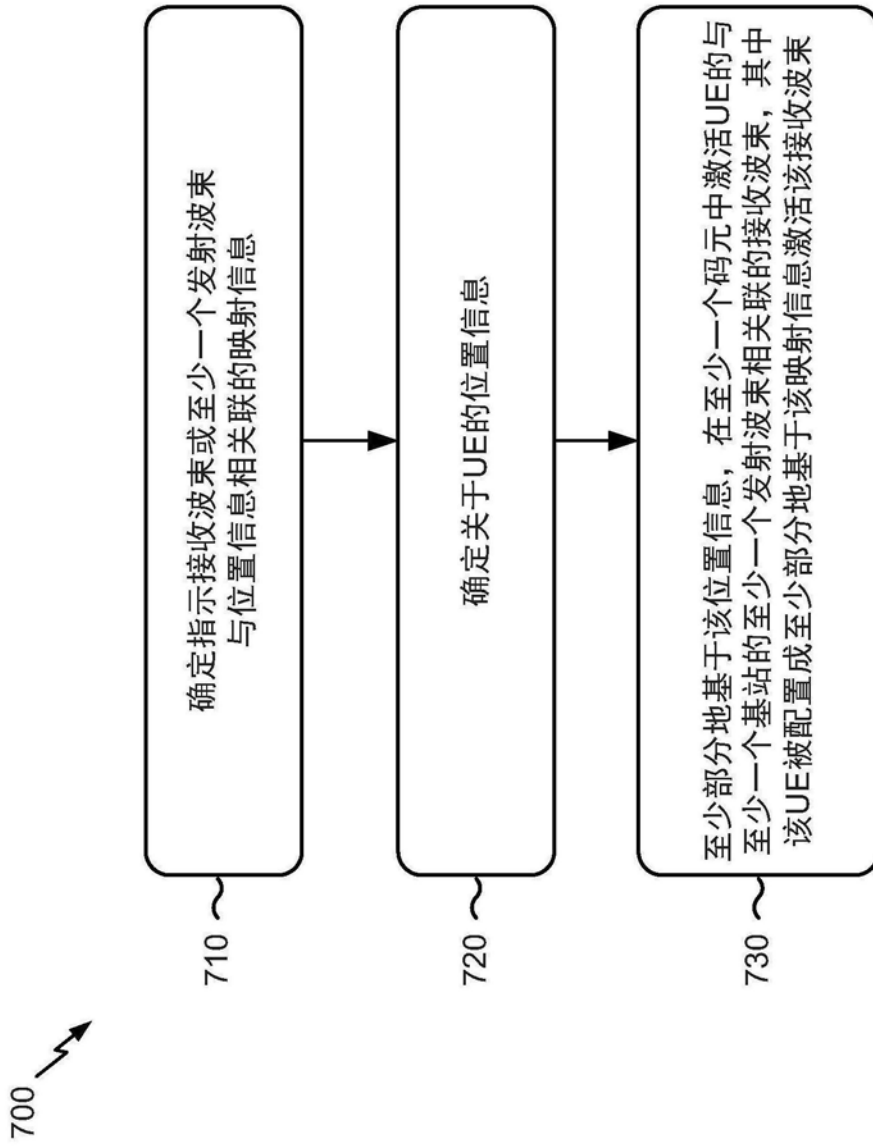 700
710
确定指示接收波束或至少一个发射波束
与位置信息相关联的映射信息
720
确定关于UE的位置信息
730
至少部分地基于该位置信息，在至少一个码元中激活UE的与
至少一个基站的至少一个发射波束相关联的接收波束，其中
该UE被配置成至少部分地基于该映射信息激活该接收波束